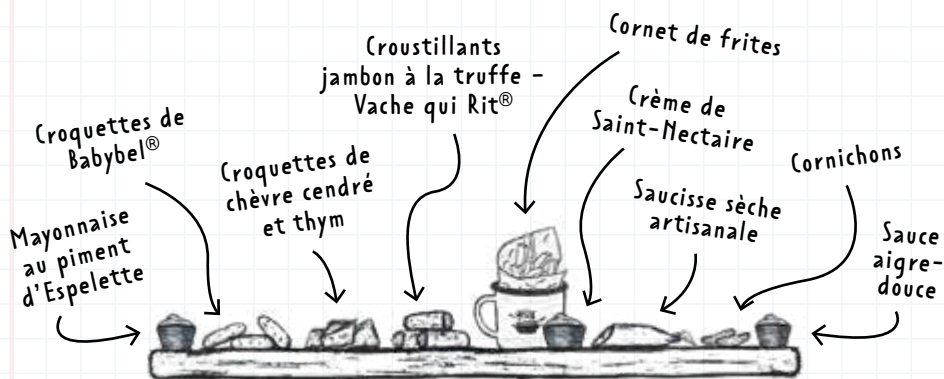 Mayonnaise
au piment
d'Espelette
Croquettes de
Babybel®
Croquettes de
chèvre cendré
et thym
Croustillants
jambon à la truffe -
Vache qui Rit®
Cornet de frites
Crème de
Saint-Nectaire
Saucisse sèche
artisanale
Cornichons
Sauce
aigre-
douce